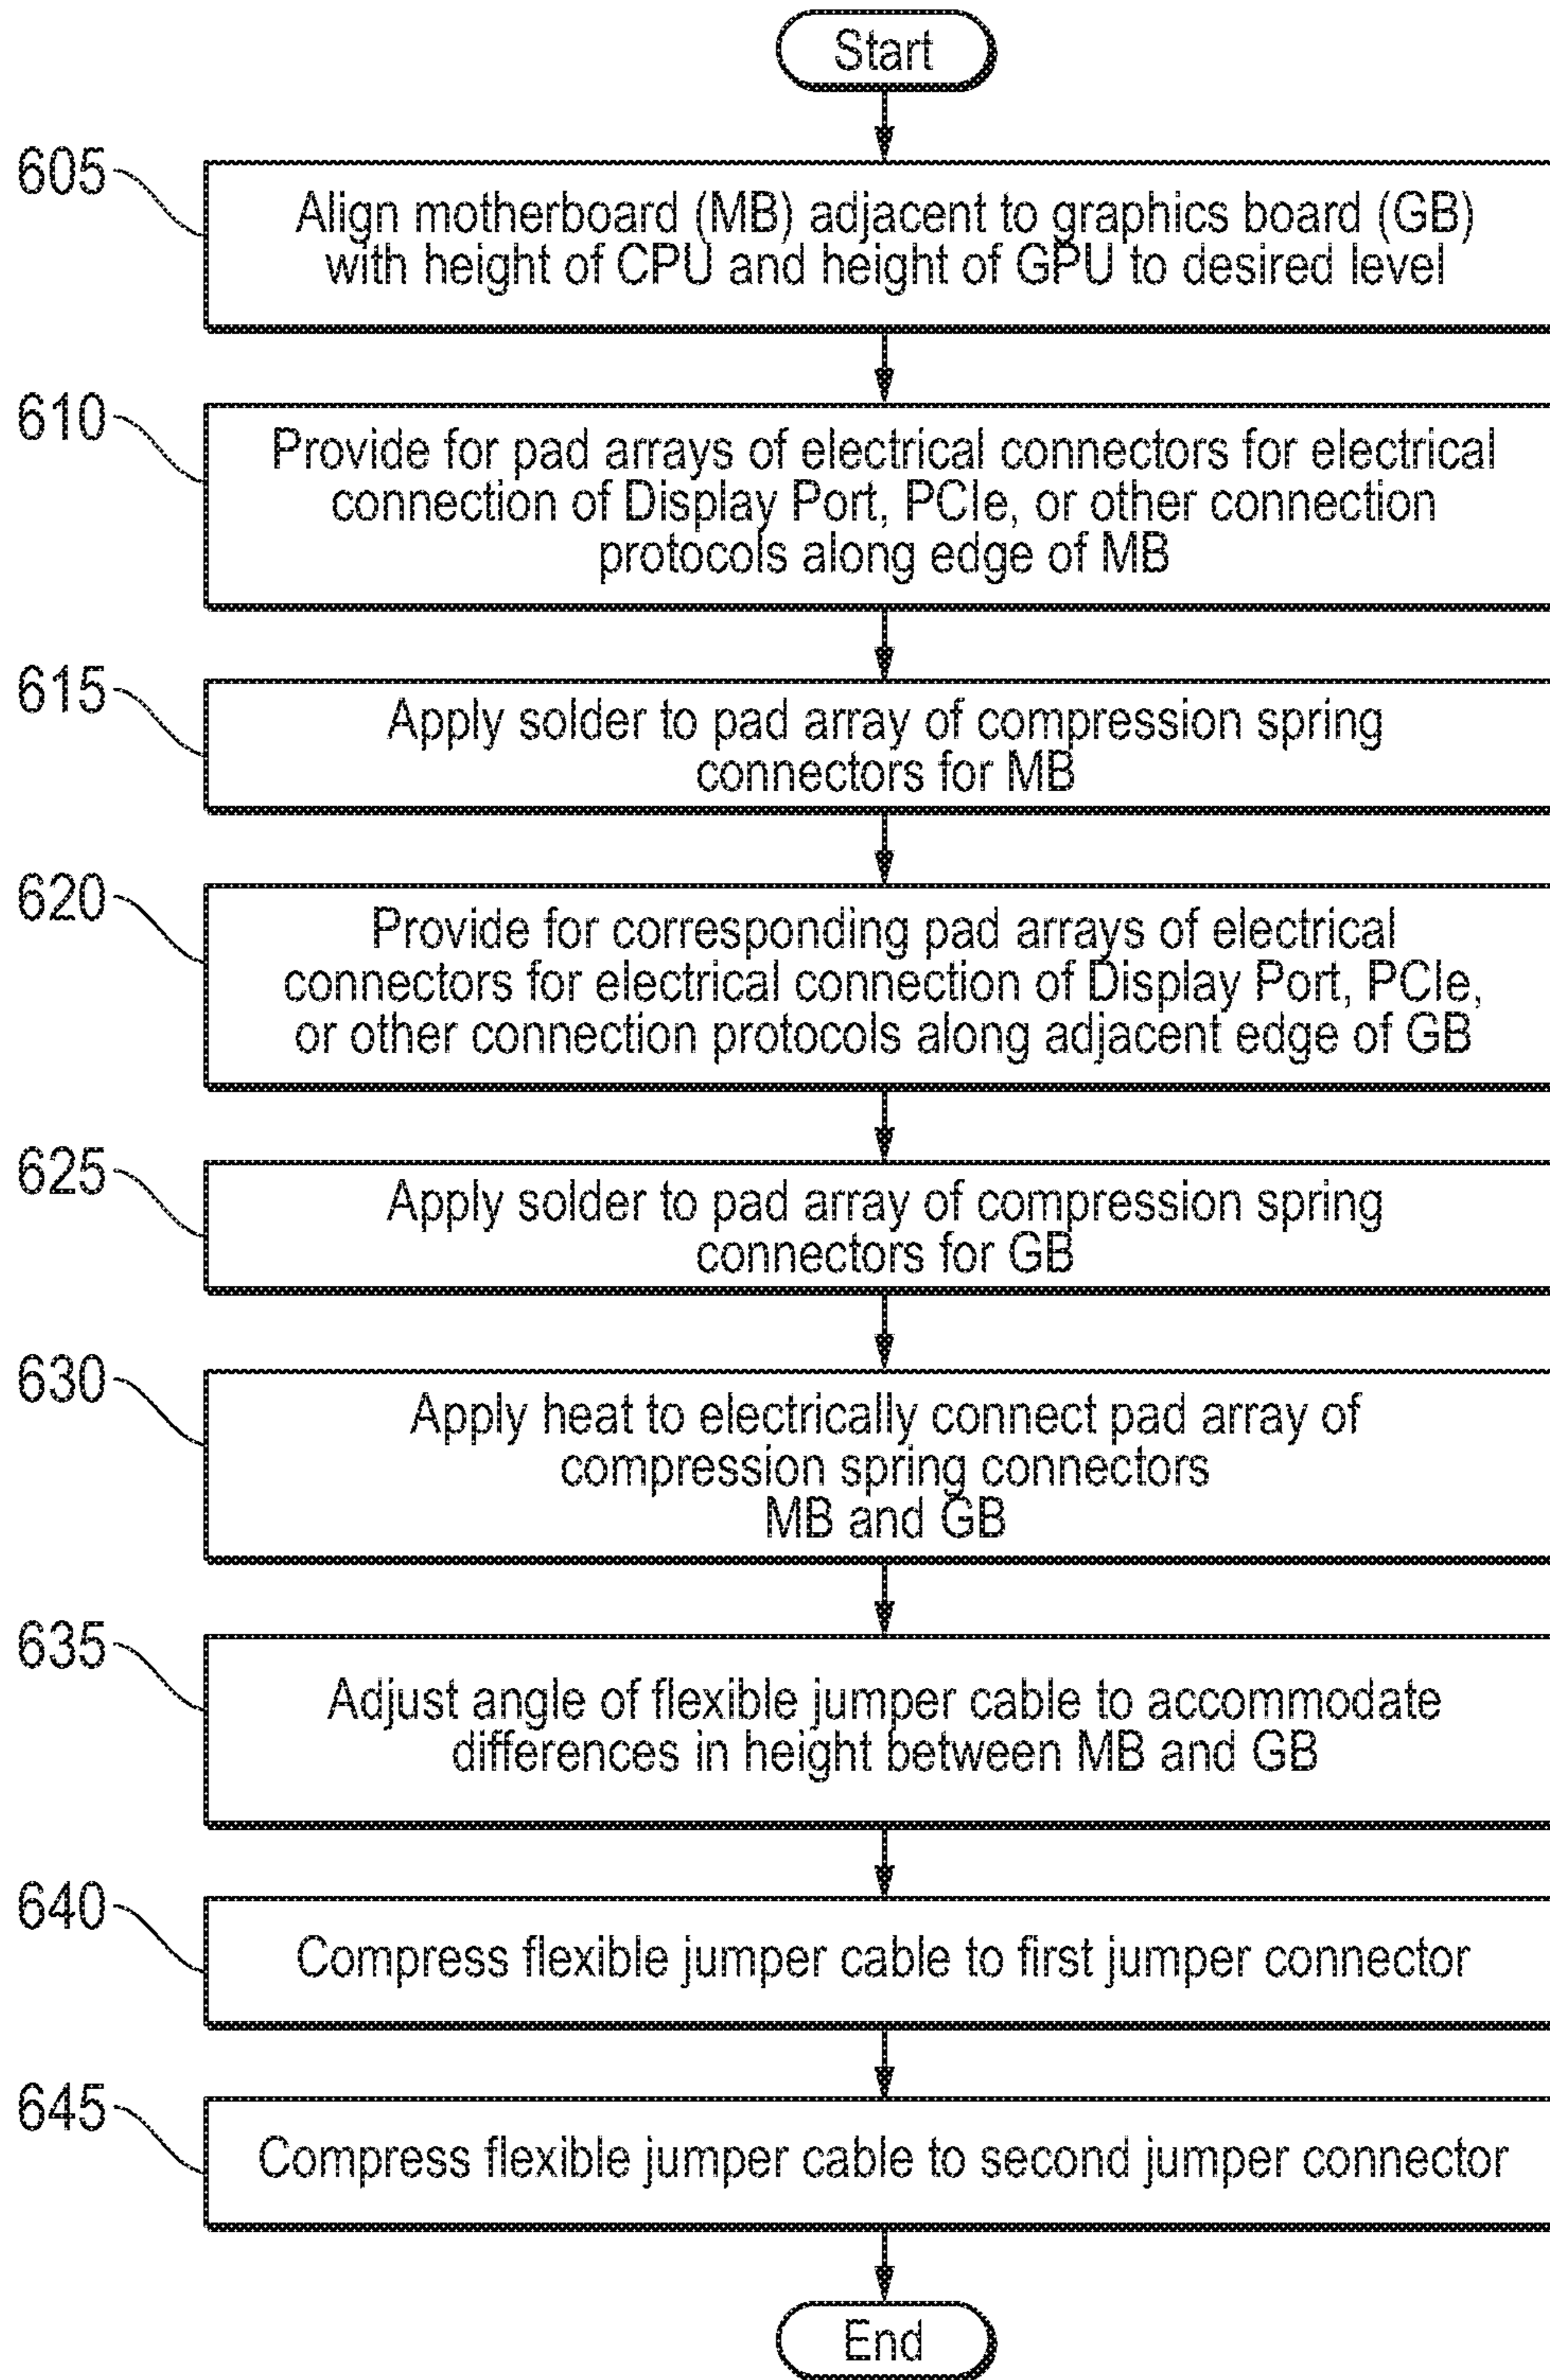 Start
605
Align motherboard (MB) adjacent to graphics board (GB)
with height of CPU and height of GPU to desired level
610
Provide for pad arrays of electrical connectors for electrical
connection of Display Port, PCIe, or other connection
protocols along edge of MB
615
Apply solder to pad array of compression spring
connectors for MB
620
Provide for corresponding pad arrays of electrical
connectors for electrical connection of Display Port, PCIe,
or other connection protocols along adjacent edge of GB
625
Apply solder to pad array of compression spring
connectors for GB
630
Apply heat to electrically connect pad array of
compression spring connectors
MB and GB
635
Adjust angle of flexible jumper cable to accommodate
differences in height between MB and GB
640
Compress flexible jumper cable to first jumper connector
645
Compress flexible jumper cable to second jumper connector
End